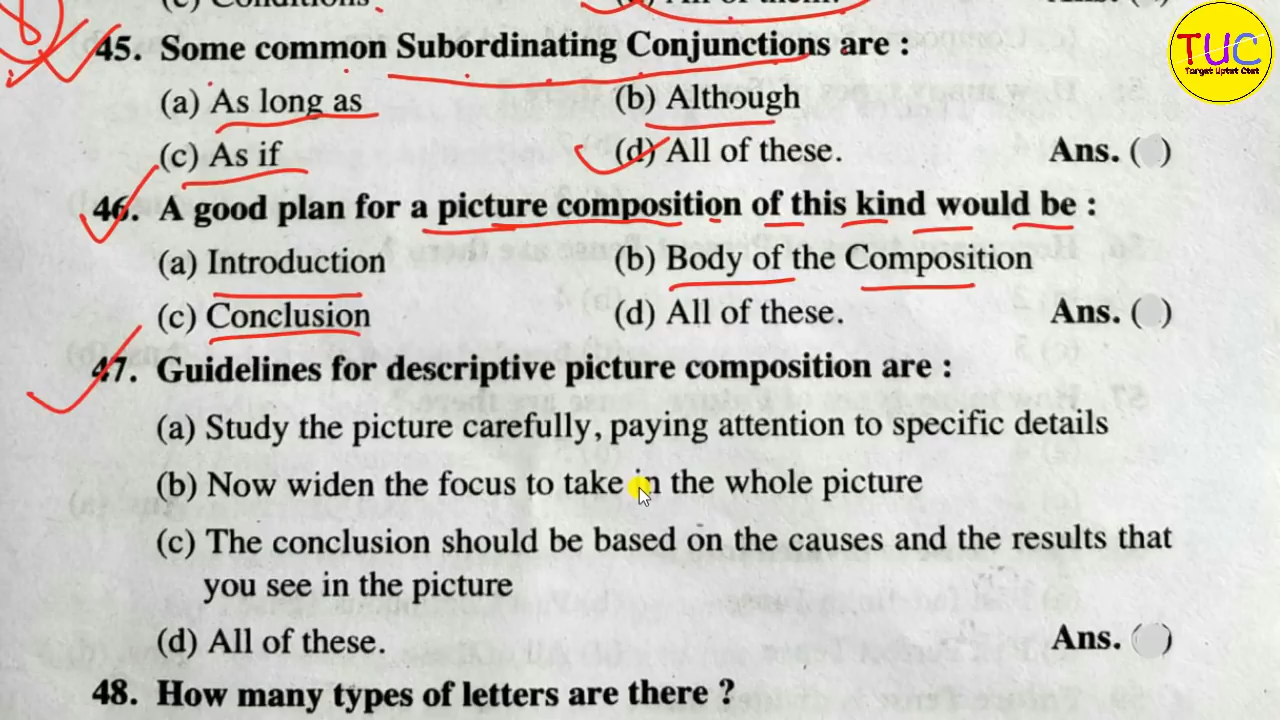 45. Some common Subordinating Conjunctions are :
(a) As long as (b) Although
(c) As if (d) All of these. Ans. ( )
46. A good plan for a picture composition of this kind would be :
(a) Introduction (b) Body of the Composition
(c) Conclusion (d) All of these. Ans. ( )
47. Guidelines for descriptive picture composition are :
(a) Study the picture carefully, paying attention to specific details
(b) Now widen the focus to take in the whole picture
(c) The conclusion should be based on the causes and the results that
you see in the picture
(d) All of these. Ans. ( )
48. How many types of letters are there ?
TUC
Target Uptet Ctet